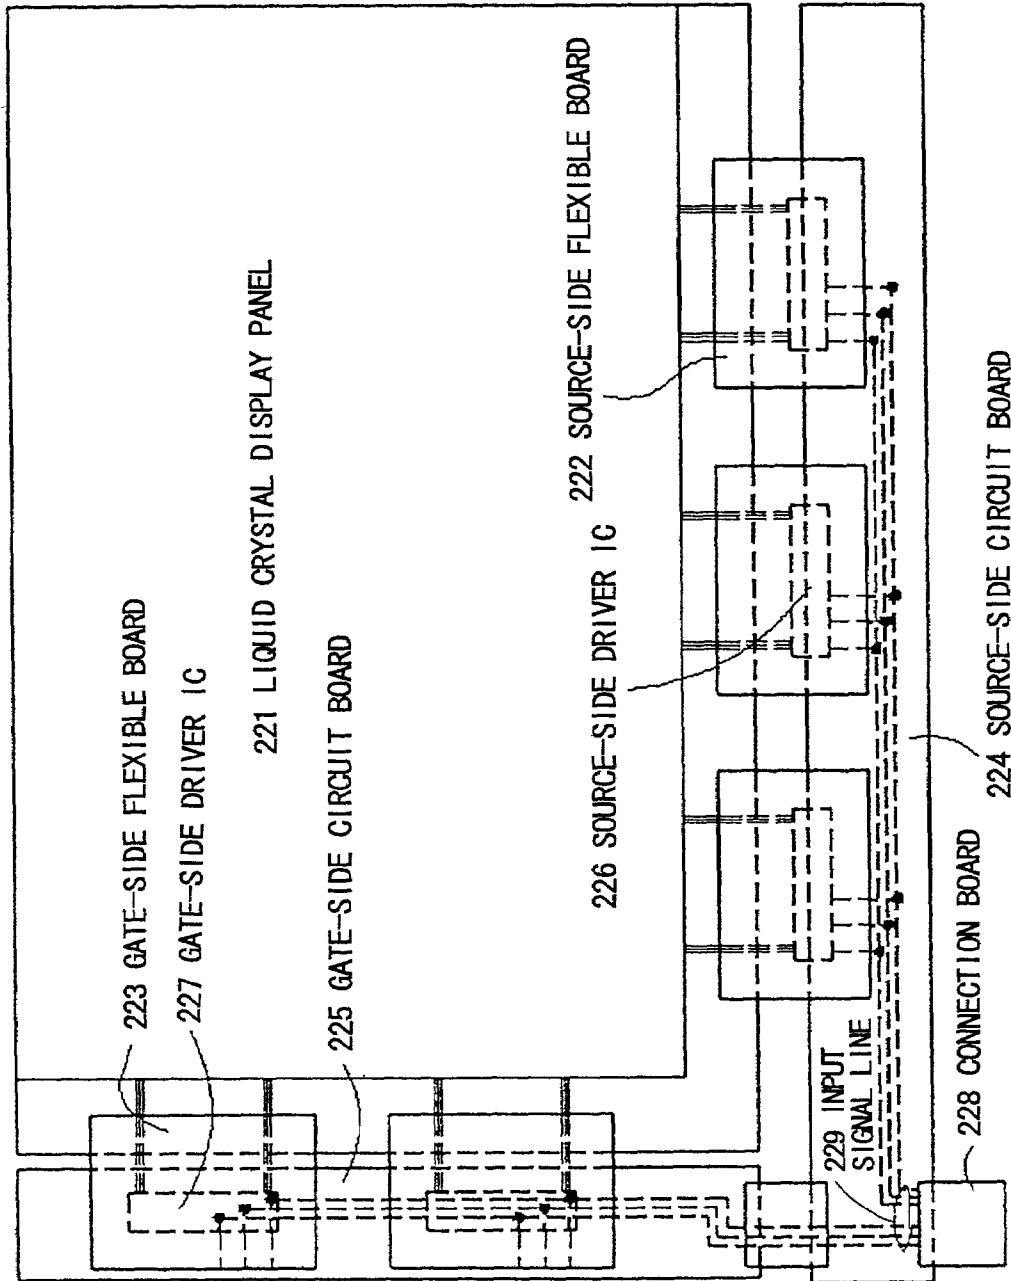 223 GATE-SIDE FLEXIBLE BOARD
227 GATE-SIDE DRIVER IC
221 LIQUID CRYSTAL DISPLAY PANEL
225 GATE-SIDE CIRCUIT BOARD
222 SOURCE-SIDE FLEXIBLE BOARD
226 SOURCE-SIDE DRIVER IC
229 INPUT
SIGNAL LINE
228 CONNECTION BOARD
224 SOURCE-SIDE CIRCUIT BOARD